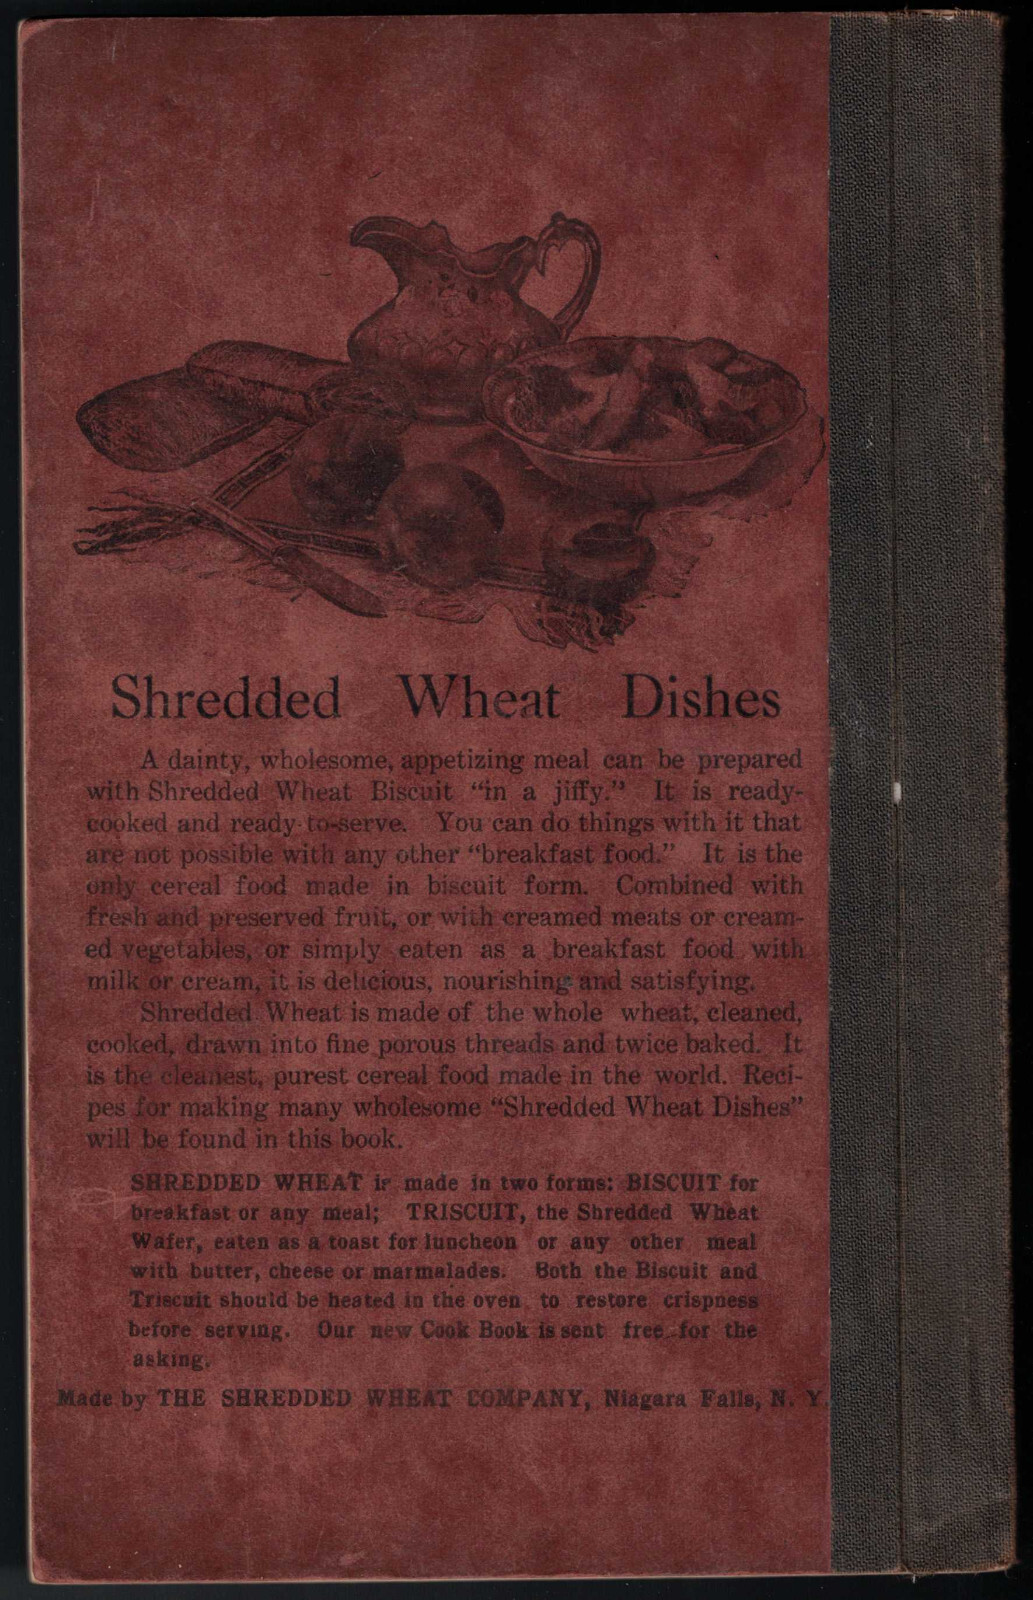 Shredded Wheat Dishes
A dainty, wholesome, appetizing meal can be prepared
with Shredded Wheat Biscuit “in a jiffy.” It is ready-
cooked and ready-to-serve. You can do things with it that
are not possible with any other “breakfast food.” It is the
only cereal food made in biscuit form. Combined with
fresh and preserved fruit, or with creamed meats or cream-
ed vegetables, or simply eaten as a breakfast food with
milk or cream, it is delicious, nourishing and satisfying.
Shredded Wheat is made of the whole wheat, cleaned,
cooked, drawn into fine porous threads and twice baked. It
is the cleanest, purest cereal food made in the world. Reci-
pes for making many wholesome “Shredded Wheat Dishes”
will be found in this book.
SHREDDED WHEAT is made in two forms: BISCUIT for
breakfast or any meal; TRISCUIT, the Shredded Wheat
Wafer, eaten as a toast for luncheon or any other meal
with butter, cheese or marmalades. Both the Biscuit and
Triscuit should be heated in the oven to restore crispness
before serving. Our new Cook Book is sent free for the
asking.
Made by THE SHREDDED WHEAT COMPANY, Niagara Falls, N. Y.